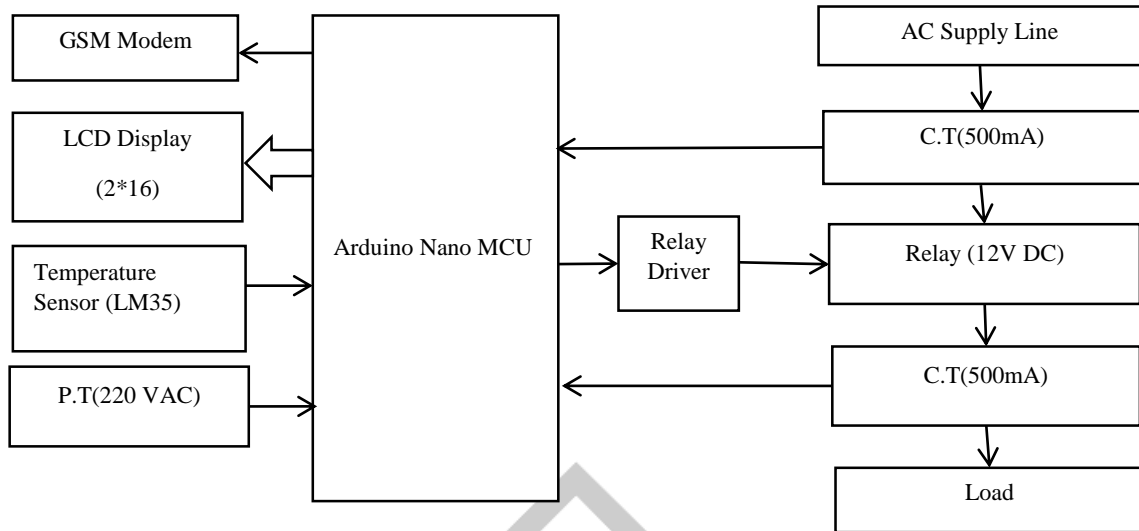 GSM Modem
LCD Display
(2*16)
Temperature
Sensor (LM35)
P.T(220 VAC)
Arduino Nano MCU
Relay
Driver
AC Supply Line
C.T(500mA)
Relay (12V DC)
C.T(500mA)
Load